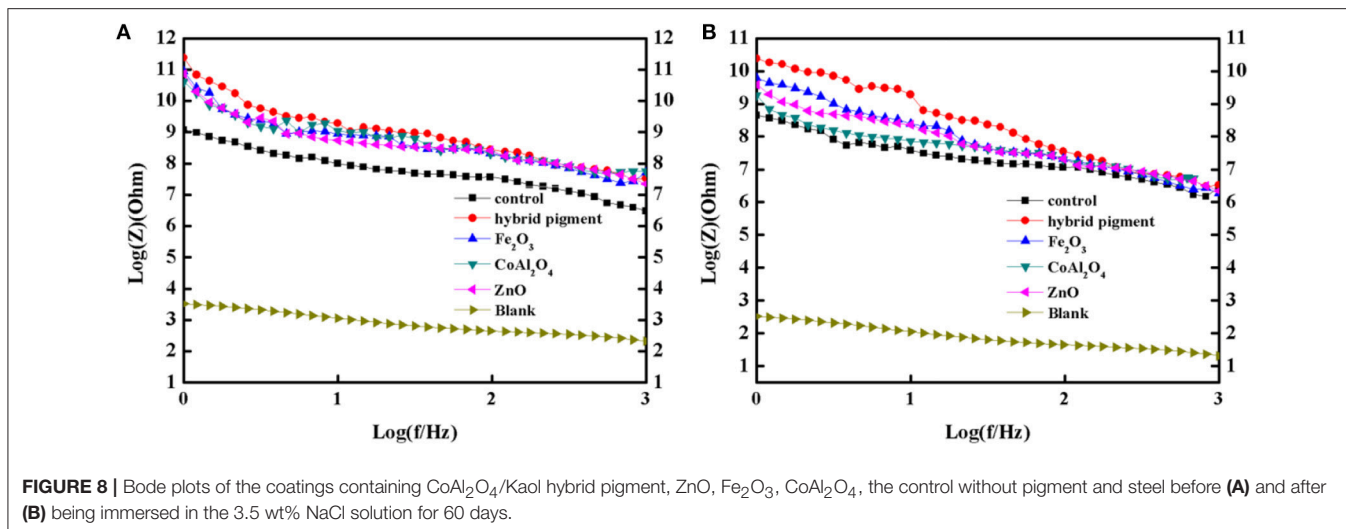 A
12
11
10
9
8
7
6
5
4
3
2
1
12
11
10
9
8
7
6
5
4
3
2
1
Log(Z)(Ohm)
control
hybrid pigment
Fe₂O₃
CoAl₂O₄
ZnO
Blank
0
1
2
3
Log(f/Hz)
B
11
10
9
8
7
6
5
4
3
2
1
11
10
9
8
7
6
5
4
3
2
1
Log(Z)(Ohm)
control
hybrid pigment
Fe₂O₃
CoAl₂O₄
ZnO
Blank
0
1
2
3
Log(f/Hz)
FIGURE 8 | Bode plots of the coatings containing CoAl₂O₄/Kaol hybrid pigment, ZnO, Fe₂O₃, CoAl₂O₄, the control without pigment and steel before (A) and after
(B) being immersed in the 3.5 wt% NaCl solution for 60 days.